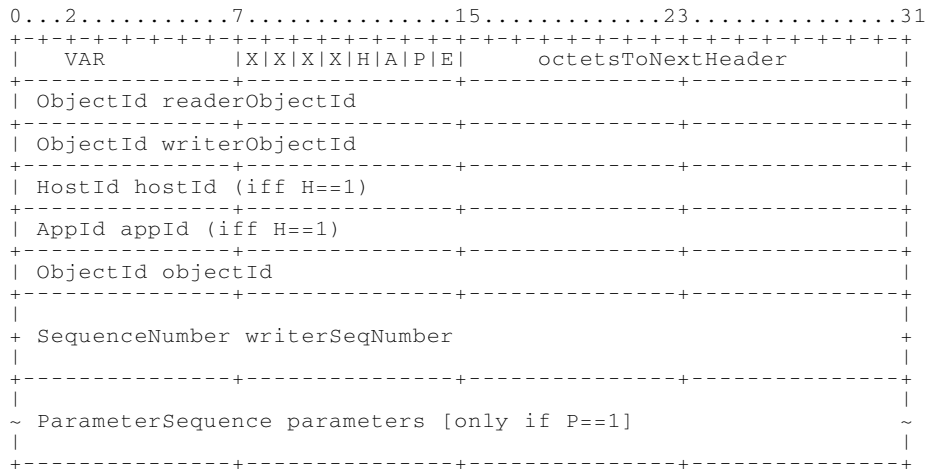 0...2...........7...............15.............23...............31
+-+-+-+-+-+-+-+-+-+-+-+-+-+-+-+-+-+-+-+-+-+-+-+-+-+-+-+-+-+-+-+-+
|   VAR         |X|X|X|X|H|A|P|E|     octetsToNextHeader        |
+---------------+---------------+---------------+---------------+
| ObjectId readerObjectId                                       |
+---------------+---------------+---------------+---------------+
| ObjectId writerObjectId                                       |
+---------------+---------------+---------------+---------------+
| HostId hostId (iff H==1)                                      |
+---------------+---------------+---------------+---------------+
| AppId appId (iff H==1)                                        |
+---------------+---------------+---------------+---------------+
| ObjectId objectId                                             |
+---------------+---------------+---------------+---------------+
|                                                               |
+ SequenceNumber writerSeqNumber                                +
|                                                               |
+---------------+---------------+---------------+---------------+
|                                                               |
~ ParameterSequence parameters [only if P==1]                   ~
|                                                               |
+---------------+---------------+---------------+---------------+